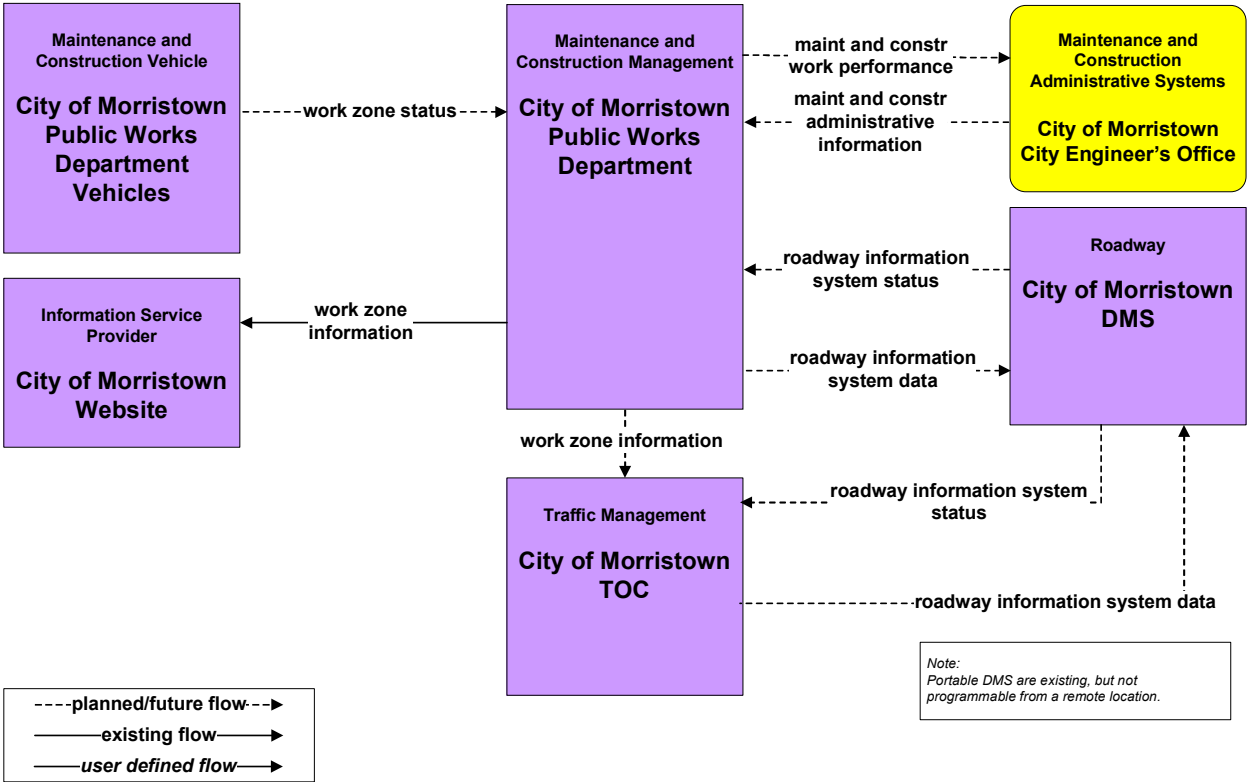 Maintenance and
Construction Vehicle
City of Morristown
Public Works
Department
Vehicles
work zone status
Maintenance and
Construction Management
City of Morristown
Public Works
Department
maint and constr
work performance
maint and constr
administrative
information
Maintenance and
Construction
Administrative Systems
City of Morristown
City Engineer’s Office
roadway information
system status
roadway information
system data
Roadway
City of Morristown
DMS
Information Service
Provider
City of Morristown
Website
work zone
information
work zone information
Traffic Management
City of Morristown
TOC
roadway information system
status
roadway information system data
Note:
Portable DMS are existing, but not
programmable from a remote location.
planned/future flow
existing flow
user defined flow